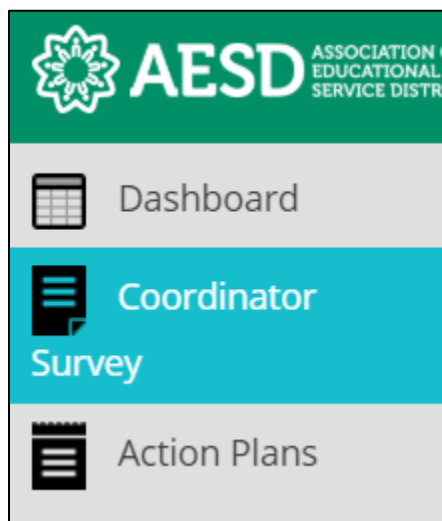 AESD
ASSOCIATION
EDUCATIONAL
SERVICE DISTR
Dashboard
Coordinator
Survey
Action Plans